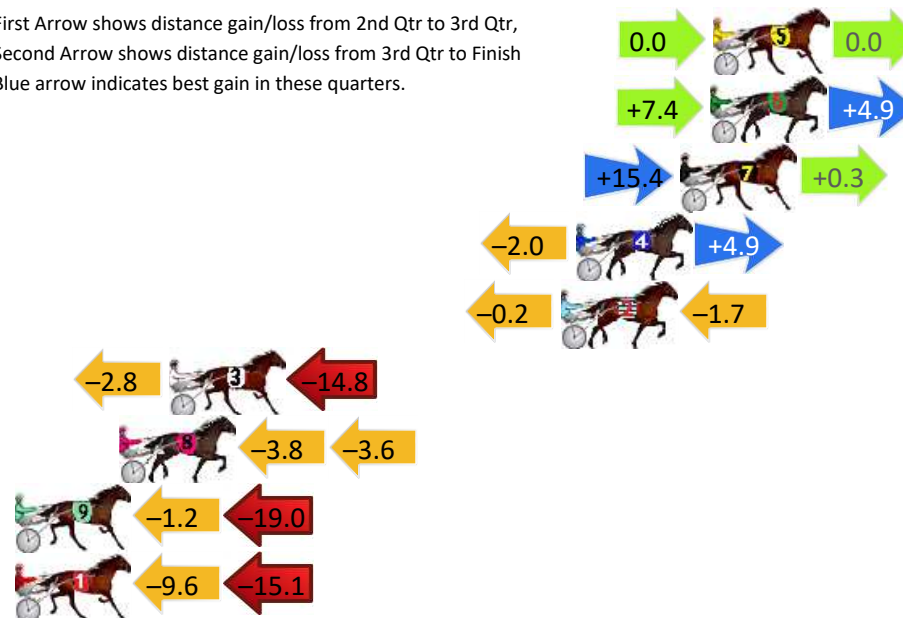 First Arrow shows distance gain/loss from 2nd Qtr to 3rd Qtr,
Second Arrow shows distance gain/loss from 3rd Qtr to Finish
Blue arrow indicates best gain in these quarters.
0.0 5 0.0
+7.4 6 +4.9
+15.4 7 +0.3
–2.0 4 +4.9
–0.2 2 –1.7
–2.8 3 –14.8
8 –3.8 –3.6
9 –1.2 –19.0
1 –9.6 –15.1